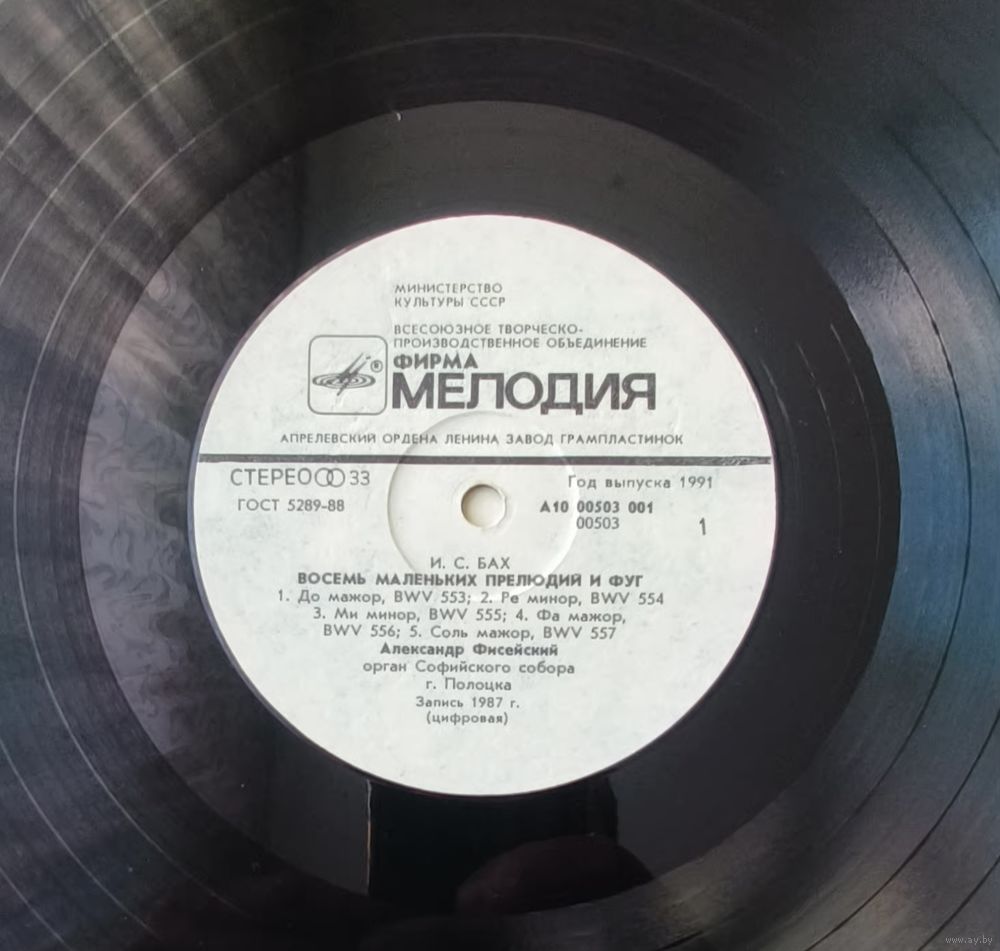 МИНИСТЕРСТВО
КУЛЬТУРЫ СССР
ВСЕСОЮЗНОЕ ТВОРЧЕСКО-
ПРОИЗВОДСТВЕННОЕ ОБЪЕДИНЕНИЕ
ФИРМА
®
МЕЛОДИЯ
АПРЕЛЕВСКИЙ ОРДЕНА ЛЕНИНА ЗАВОД ГРАМПЛАСТИНОК
СТЕРЕО 33
Год выпуска 1991
ГОСТ 5289-88
А10 00503 001
00503
1
И. С. БАХ
ВОСЕМЬ МАЛЕНЬКИХ ПРЕЛЮДИЙ И ФУГ
1. До мажор, BWV 553; 2. Ре минор, BWV 554
3. Ми минор, BWV 555; 4. Фа мажор,
BWV 556; 5. Соль мажор, BWV 557
Александр Фисейский
орган Софийского собора
г. Полоцка
Запись 1987 г.
(цифровая)
www.ay.by